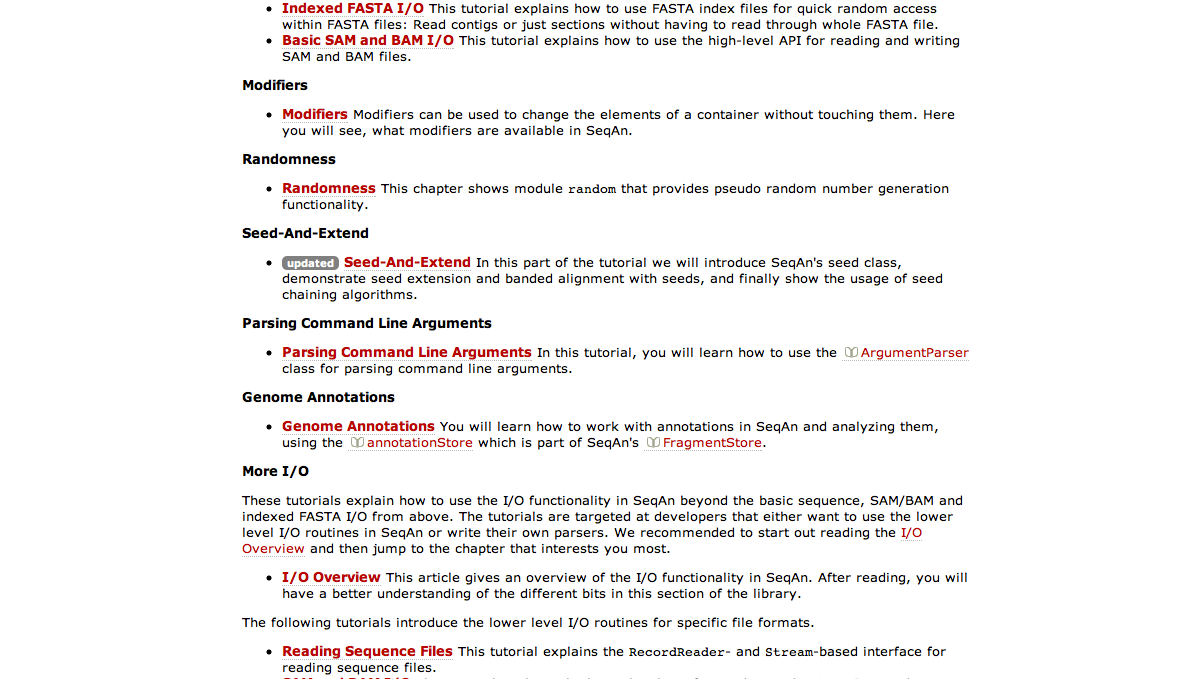 Indexed FASTA I/O This tutorial explains how to use FASTA index files for quick random access
within FASTA files: Read contigs or just sections without having to read through whole FASTA file.
Basic SAM and BAM I/O This tutorial explains how to use the high-level API for reading and writing
SAM and BAM files.
Modifiers
Modifiers Modifiers can be used to change the elements of a container without touching them. Here
you will see, what modifiers are available in SeqAn.
Randomness
Randomness This chapter shows module random that provides pseudo random number generation
functionality.
Seed-And-Extend
updated Seed-And-Extend In this part of the tutorial we will introduce SeqAn's seed class,
demonstrate seed extension and banded alignment with seeds, and finally show the usage of seed
chaining algorithms.
Parsing Command Line Arguments
Parsing Command Line Arguments In this tutorial, you will learn how to use the ArgumentParser
class for parsing command line arguments.
Genome Annotations
Genome Annotations You will learn how to work with annotations in SeqAn and analyzing them,
using the annotationStore which is part of SeqAn's FragmentStore.
More I/O
These tutorials explain how to use the I/O functionality in SeqAn beyond the basic sequence, SAM/BAM and
indexed FASTA I/O from above. The tutorials are targeted at developers that either want to use the lower
level I/O routines in SeqAn or write their own parsers. We recommended to start out reading the I/O
Overview and then jump to the chapter that interests you most.
I/O Overview This article gives an overview of the I/O functionality in SeqAn. After reading, you will
have a better understanding of the different bits in this section of the library.
The following tutorials introduce the lower level I/O routines for specific file formats.
Reading Sequence Files This tutorial explains the RecordReader- and Stream-based interface for
reading sequence files.